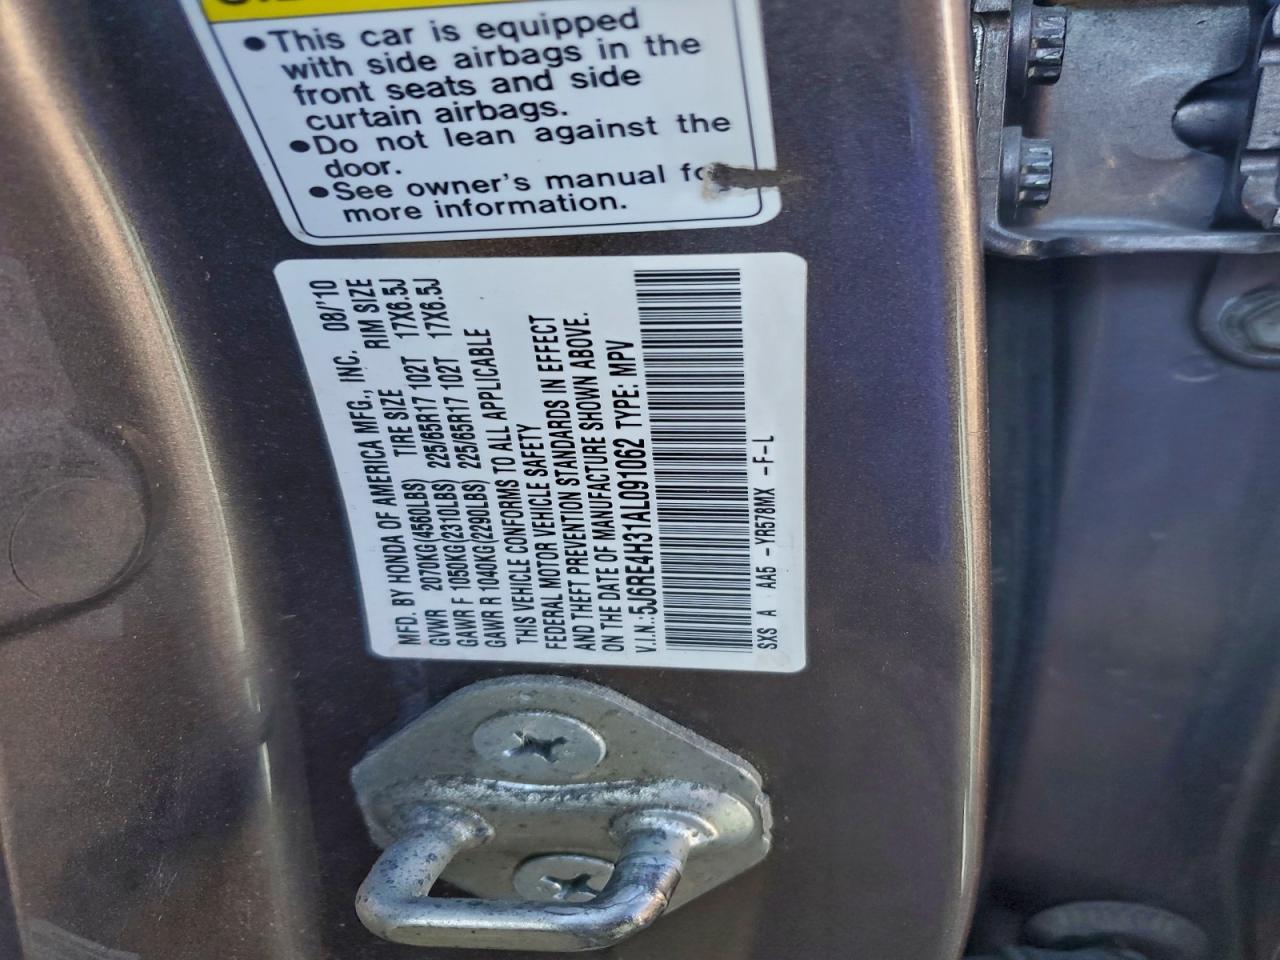 ●This car is equipped
with side airbags in the
front seats and side
curtain airbags.
●Do not lean against the
door.
●See owner's manual
more information.
MFD. BY HONDA OF AMERICA MFG., INC. 08/'10
TIRE SIZE RIM SIZE
GVWR 2070KG(4560LBS)
GAWR F 1050KG(2310LBS) 225/65R17 102T 17X6.5J
GAWR R 1040KG(2290LBS) 225/65R17 102T 17X6.5J
THIS VEHICLE CONFORMS TO ALL APPLICABLE
FEDERAL MOTOR VEHICLE SAFETY
AND THEFT PREVENTION STANDARDS IN EFFECT
ON THE DATE OF MANUFACTURE SHOWN ABOVE.
V.I.N.:5J6RE4H31AL091062 TYPE: MPV
SXS A AA5 -YR578MX -F-L